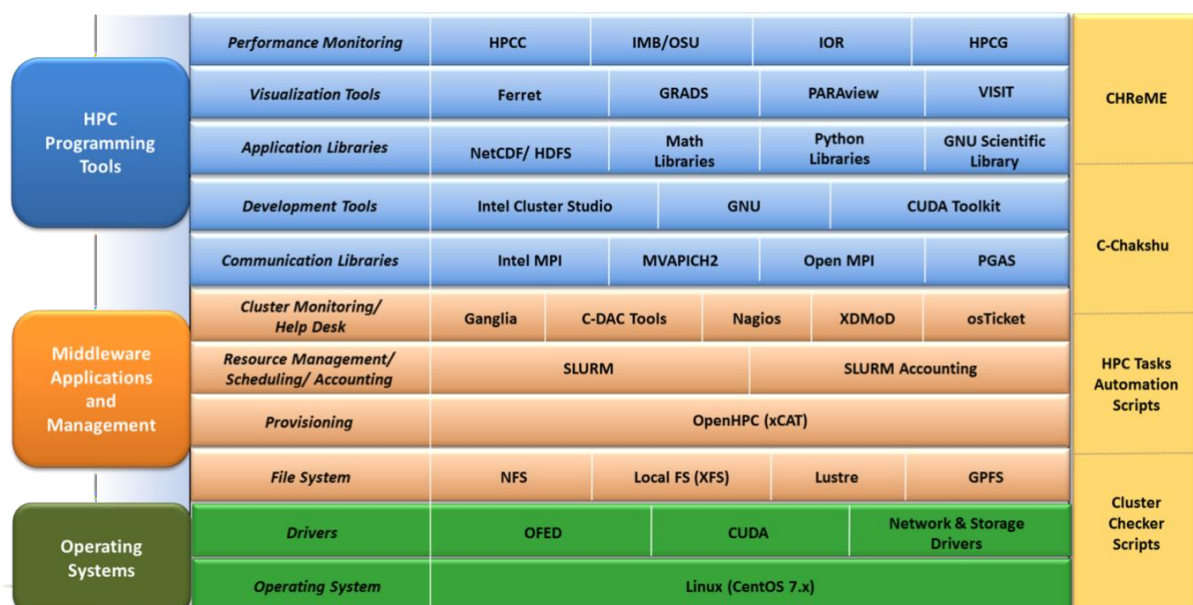 HPC
Programming
Tools
Performance Monitoring
HPCC
IMB/OSU
IOR
HPCG
Visualization Tools
Ferret
GRADS
PARAview
VISIT
Application Libraries
NetCDF/ HDFS
Math
Libraries
Python
Libraries
GNU Scientific
Library
Development Tools
Intel Cluster Studio
GNU
CUDA Toolkit
Communication Libraries
Intel MPI
MVAPICH2
Open MPI
PGAS
Middleware
Applications
and
Management
Cluster Monitoring/
Help Desk
Ganglia
C-DAC Tools
Nagios
XDMoD
osTicket
Resource Management/
Scheduling/ Accounting
SLURM
SLURM Accounting
Provisioning
OpenHPC (xCAT)
File System
NFS
Local FS (XFS)
Lustre
GPFS
Operating
Systems
Drivers
OFED
CUDA
Network & Storage
Drivers
Operating System
Linux (CentOS 7.x)
CHReME
C-Chakshu
HPC Tasks
Automation
Scripts
Cluster
Checker
Scripts